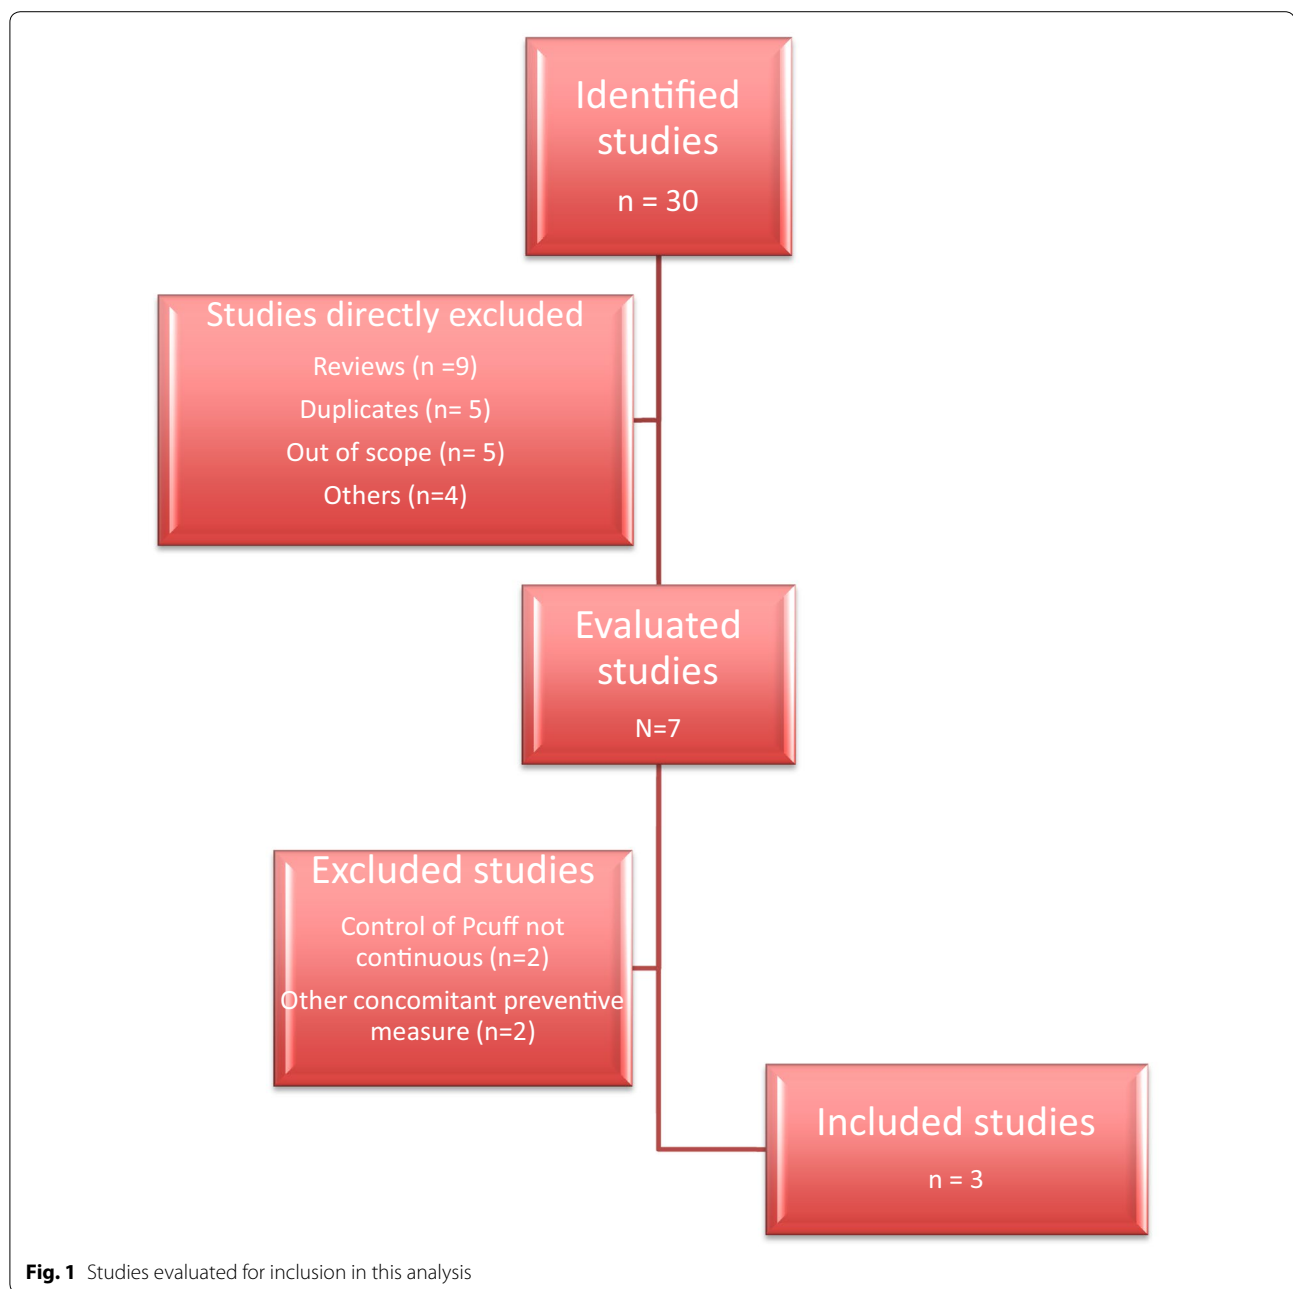 Identified
studies
n = 30
Studies directly excluded
Reviews (n =9)
Duplicates (n= 5)
Out of scope (n= 5)
Others (n=4)
Evaluated
studies
N=7
Excluded studies
Control of Pcuff not
continuous (n=2)
Other concomitant preventive
measure (n=2)
Included studies
n = 3
Fig. 1 Studies evaluated for inclusion in this analysis